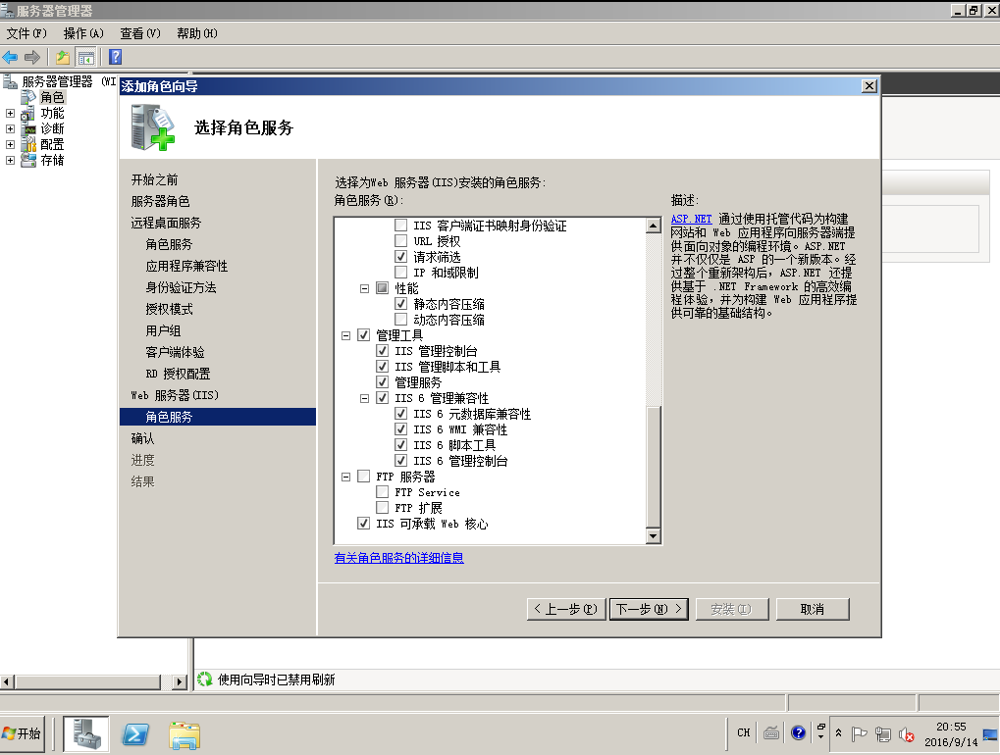 服务器管理器
文件(F) 操作(A) 查看(V) 帮助(H)
服务器管理器 (WI
角色
功能
诊断
配置
存储
添加角色向导
选择角色服务
开始之前
服务器角色
远程桌面服务
角色服务
应用程序兼容性
身份验证方法
授权模式
用户组
客户端体验
RD 授权配置
Web 服务器(IIS)
角色服务
确认
进度
结果
选择为Web 服务器(IIS)安装的角色服务:
角色服务(R):
IIS 客户端证书映射身份验证
URL 授权
请求筛选
IP 和域限制
性能
静态内容压缩
动态内容压缩
管理工具
IIS 管理控制台
IIS 管理脚本和工具
管理服务
IIS 6 管理兼容性
IIS 6 元数据库兼容性
IIS 6 WMI 兼容性
IIS 6 脚本工具
IIS 6 管理控制台
FTP 服务器
FTP Service
FTP 扩展
IIS 可承载 Web 核心
有关角色服务的详细信息
描述:
ASP.NET 通过使用托管代码为构建
网站和 Web 应用程序向服务器端提
供面向对象的编程环境。ASP.NET
并不仅仅是 ASP 的一个新版本。经
过整个重新架构后，ASP.NET 还提
供基于 .NET Framework 的高效编
程体验，并为构建 Web 应用程序提
供可靠的基础结构。
< 上一步(P) 下一步(N) > 安装(I) 取消
使用向导时已禁用刷新
开始
CH
20:55
2016/9/14